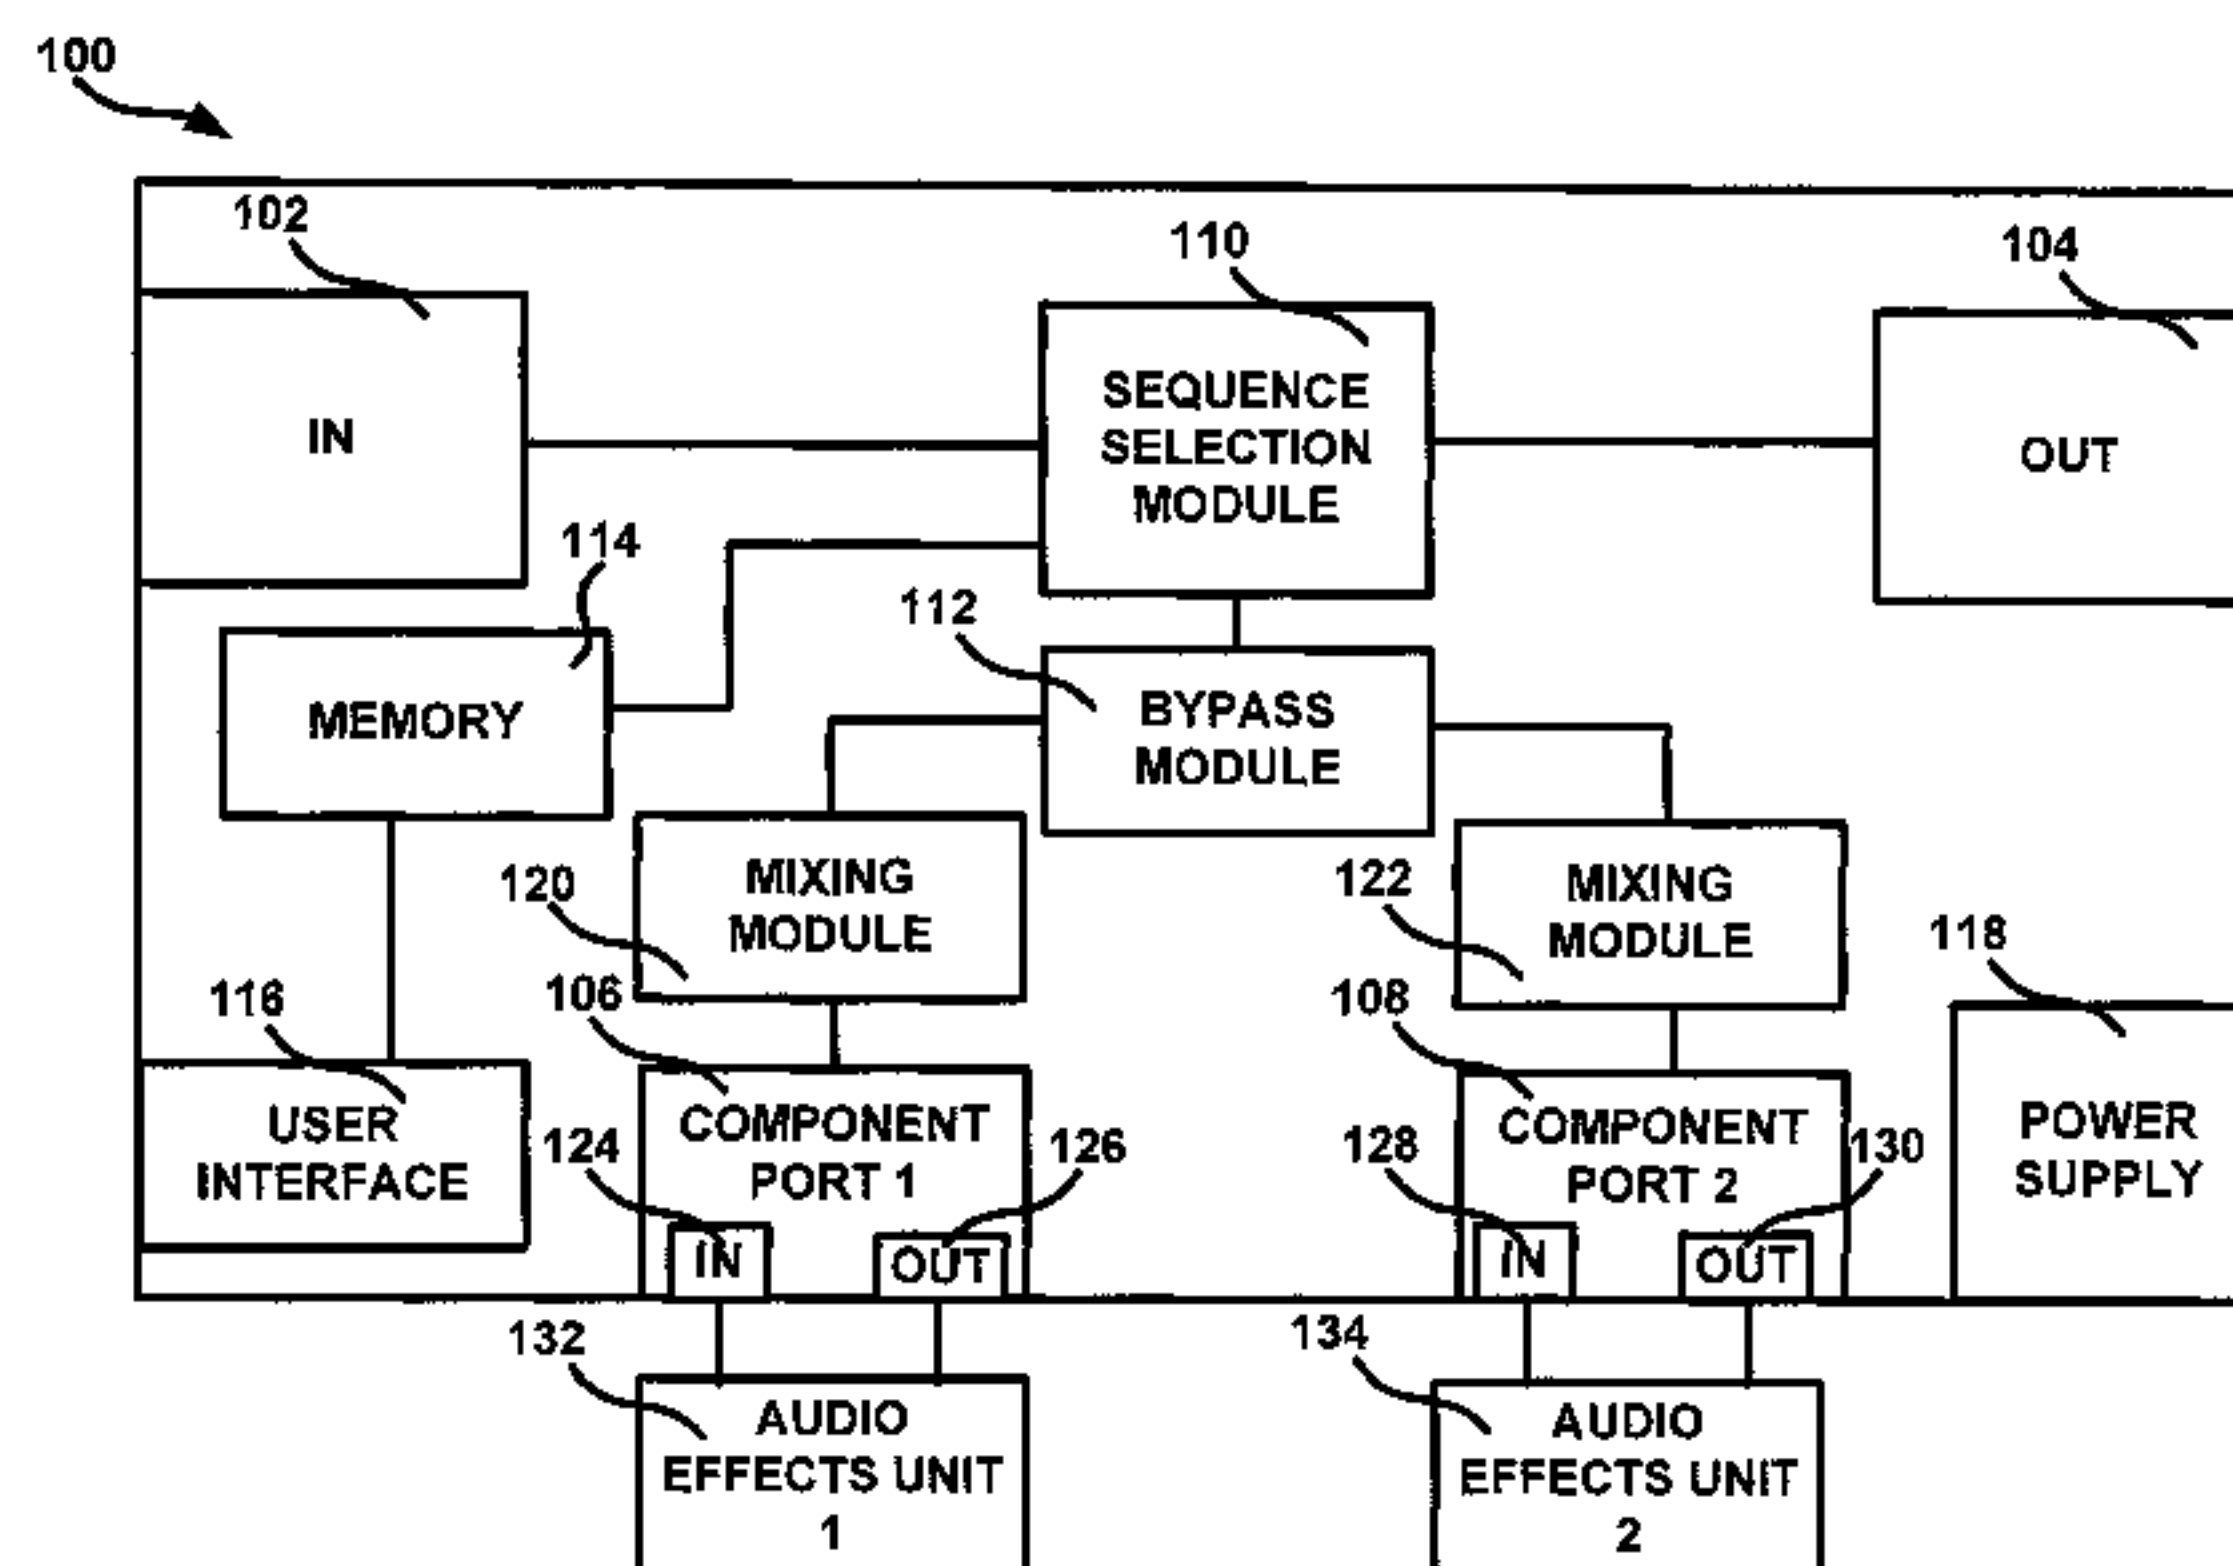 100
102
110
104
IN
SEQUENCE
SELECTION
MODULE
OUT
114
112
MEMORY
BYPASS
MODULE
120
MIXING
MODULE
122
MIXING
MODULE
118
116
106
108
USER
INTERFACE
124
COMPONENT
PORT 1
126
128
COMPONENT
PORT 2
130
POWER
SUPPLY
IN
OUT
IN
OUT
132
134
AUDIO
EFFECTS UNIT
1
AUDIO
EFFECTS UNIT
2